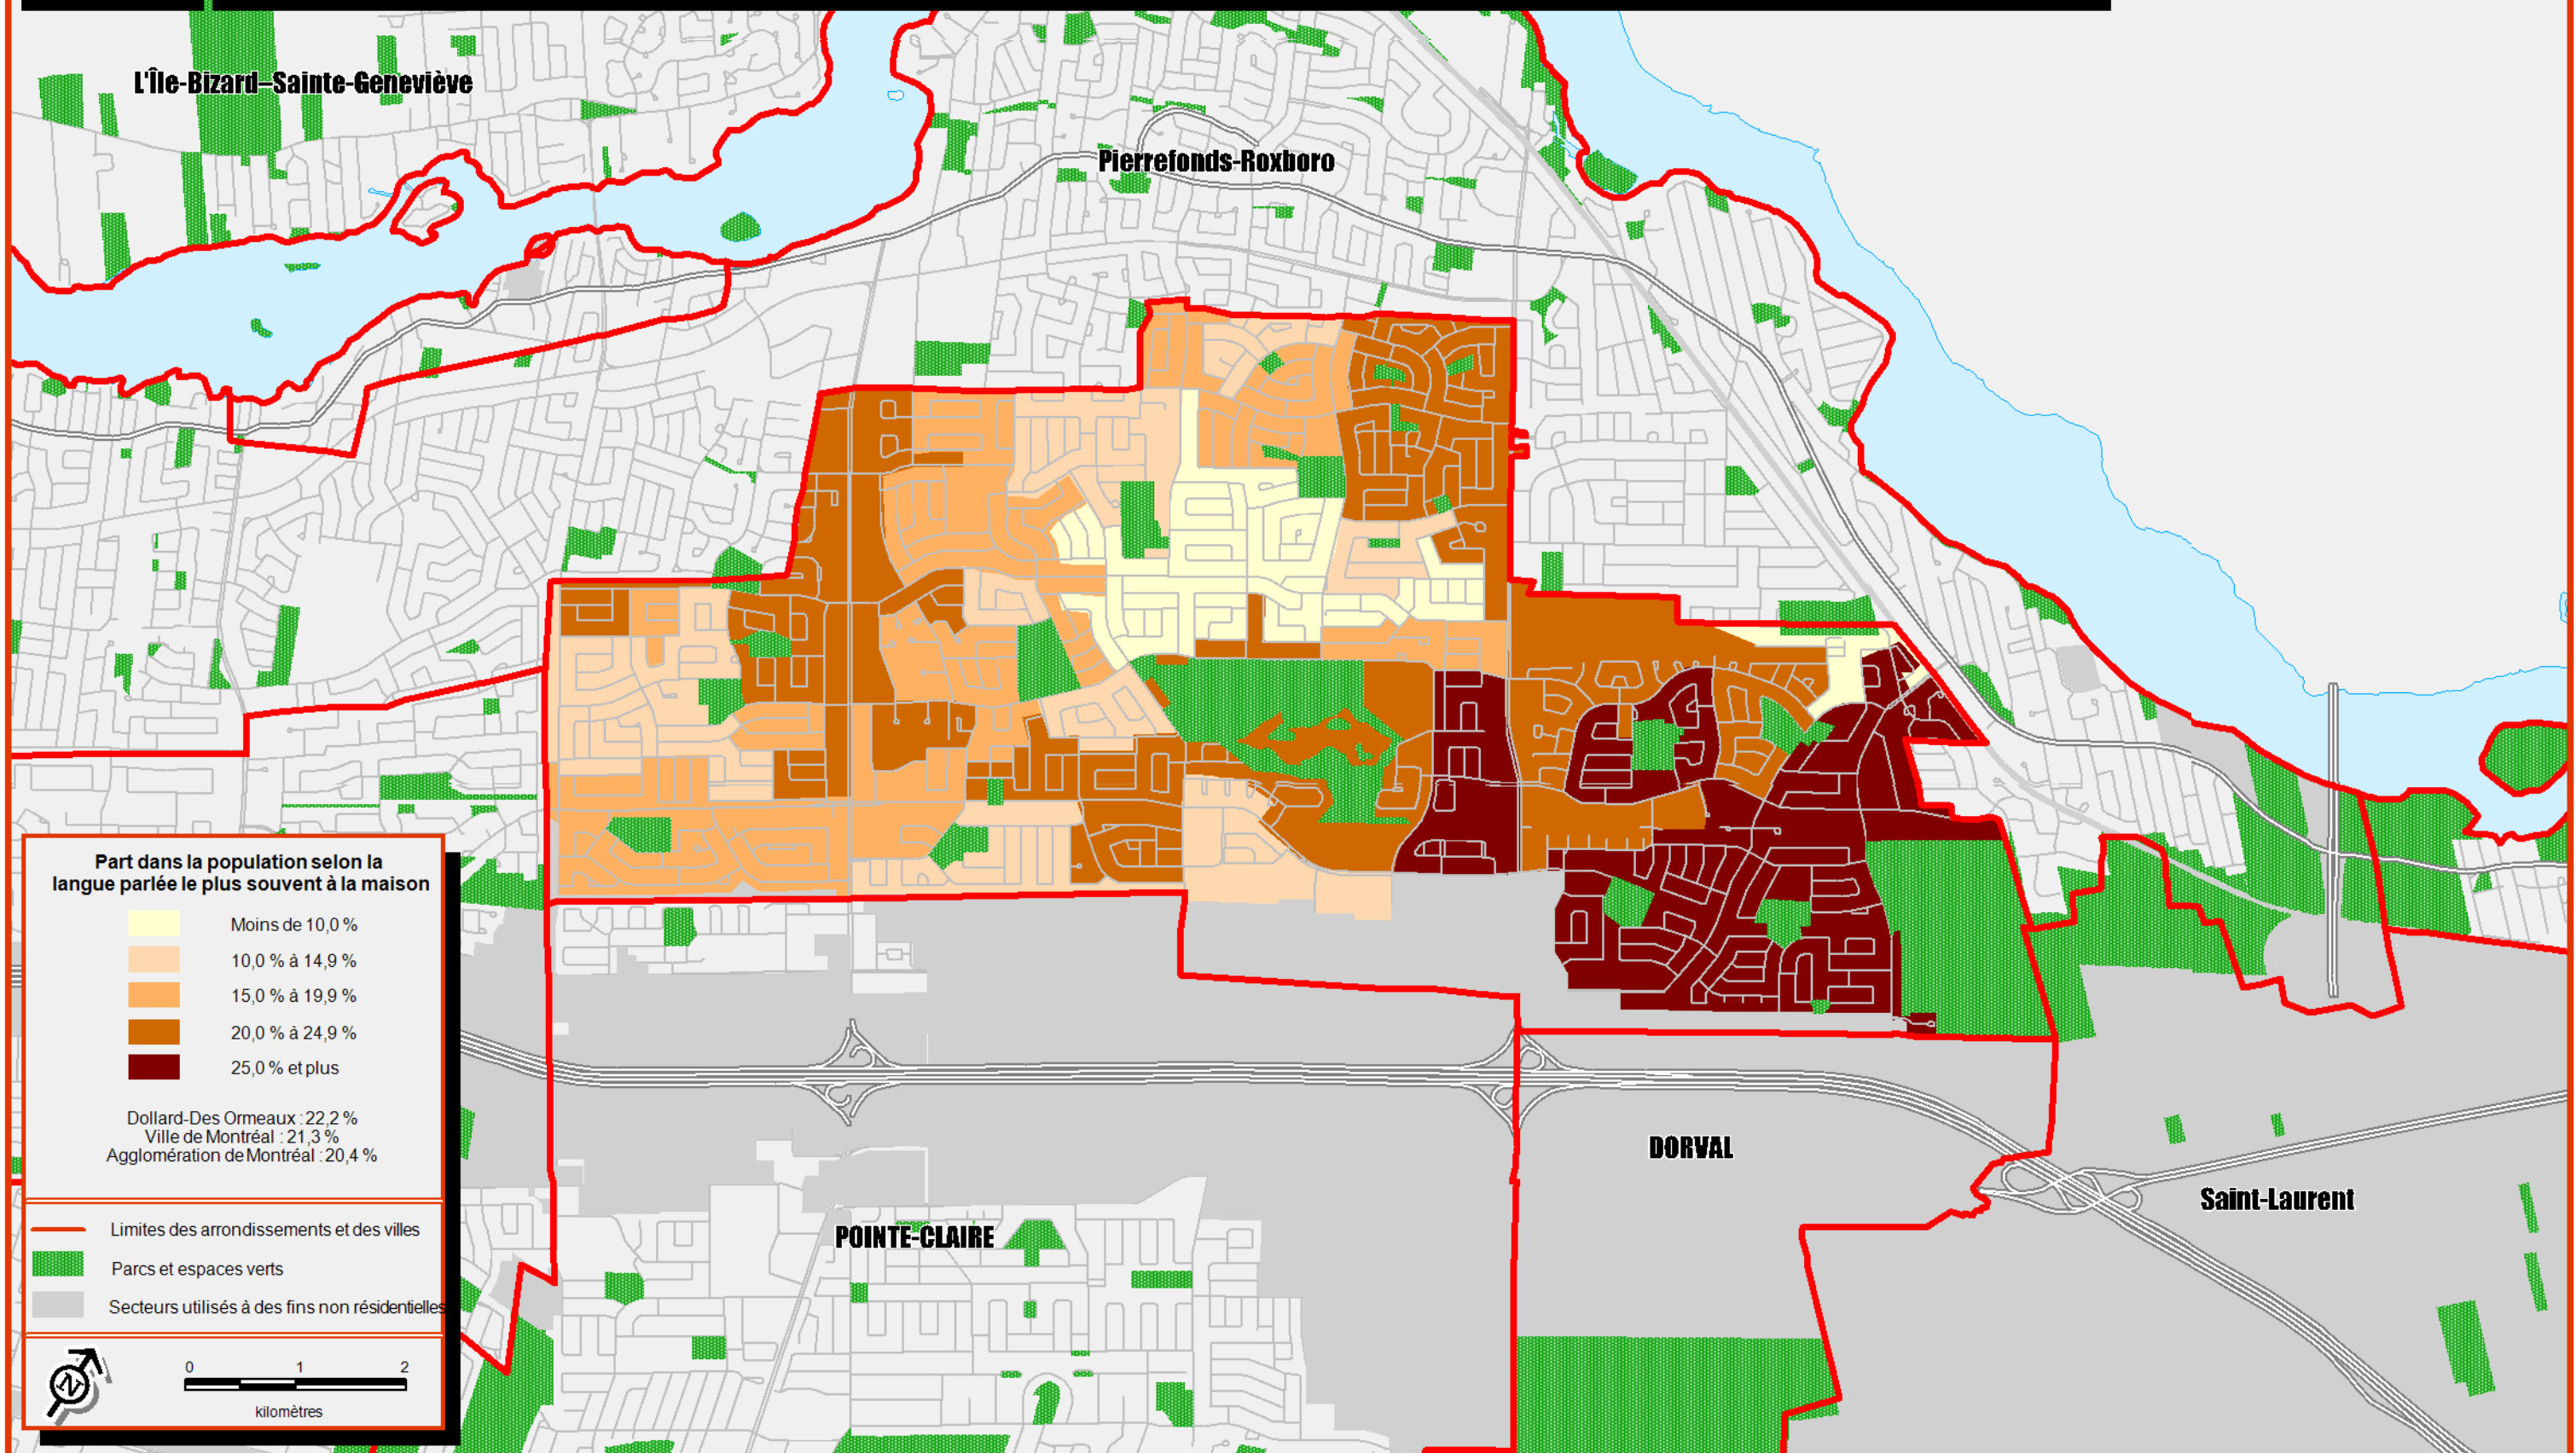 L'Île-Bizard–Sainte-Geneviève
Pierrefonds-Roxboro
Part dans la population selon la
langue parlée le plus souvent à la maison
Moins de 10,0 %
10,0 % à 14,9 %
15,0 % à 19,9 %
20,0 % à 24,9 %
25,0 % et plus
Dollard-Des Ormeaux : 22,2 %
Ville de Montréal : 21,3 %
Agglomération de Montréal : 20,4 %
Limites des arrondissements et des villes
Parcs et espaces verts
Secteurs utilisés à des fins non résidentielles
N
0 1 2
kilomètres
DORVAL
Saint-Laurent
POINTE-CLAIRE